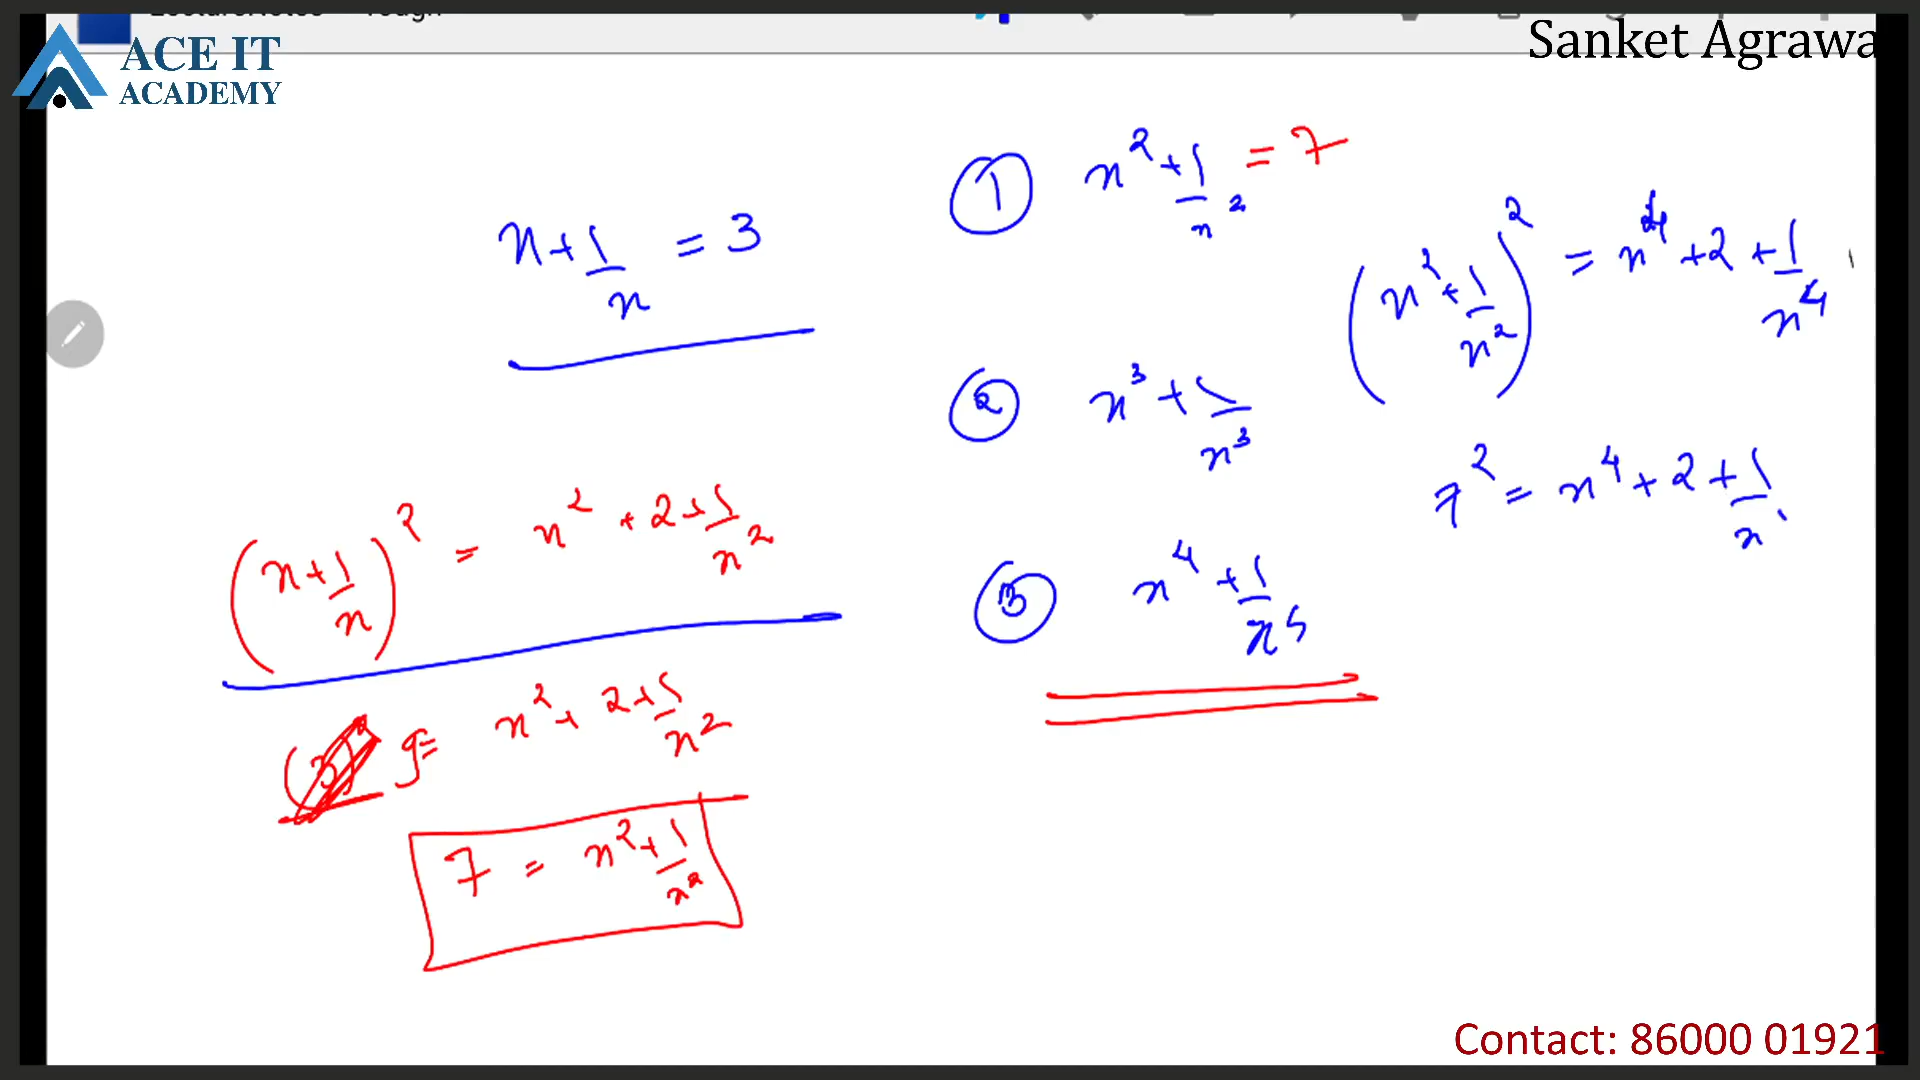 ACE IT
ACADEMY
Sanket Agrawa
x + 1/x = 3
(x + 1/x)² = x² + 2 + 1/x²
9 = x² + 2 + 1/x²
7 = x² + 1/x²
① x² + 1/x² = 7
② x³ + 1/x³
③ x⁴ + 1/x⁴
(x² + 1/x²)² = x⁴ + 2 + 1/x⁴
7² = x⁴ + 2 + 1/x
Contact: 86000 01921